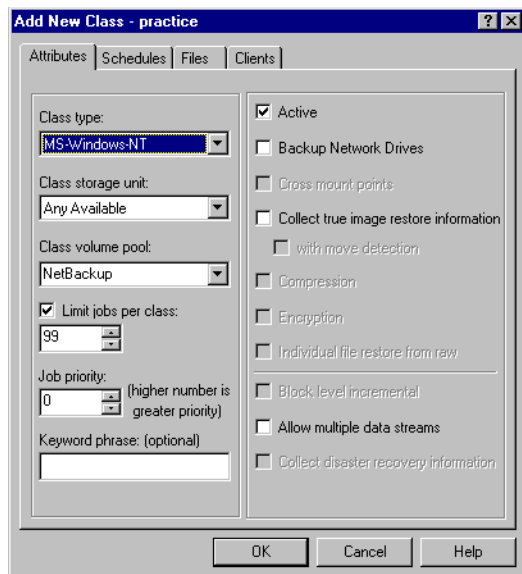 Add New Class - practice
Attributes
Schedules
Files
Clients
Class type:
MS-Windows-NT
Class storage unit:
Any Available
Class volume pool:
NetBackup
Limit jobs per class:
99
Job priority:
0
(higher number is
greater priority)
Keyword phrase: (optional)
Active
Backup Network Drives
Cross mount points
Collect true image restore information
with move detection
Compression
Encryption
Individual file restore from raw
Block level incremental
Allow multiple data streams
Collect disaster recovery information
OK
Cancel
Help